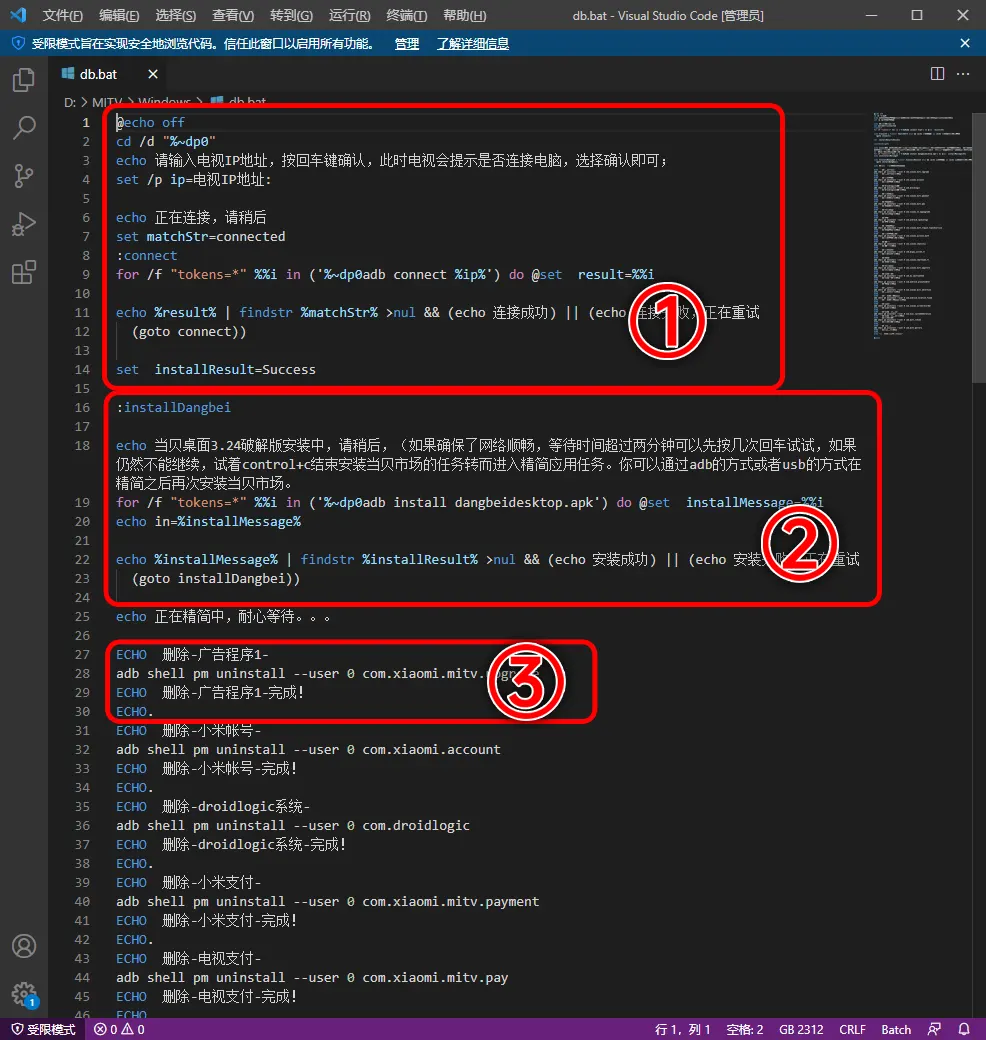 文件(F) 编辑(E) 选择(S) 查看(V) 转到(G) 运行(R) 终端(T) 帮助(H) db.bat - Visual Studio Code [管理员]
受限模式旨在实现安全地浏览代码。信任此窗口以启用所有功能。 管理 了解详细信息
db.bat
D: > MITV > Windows > db.bat
1 @echo off
2 cd /d "%~dp0"
3 echo 请输入电视IP地址，按回车键确认，此时电视会提示是否连接电脑，选择确认即可；
4 set /p ip=电视IP地址:
5
6 echo 正在连接，请稍后
7 set matchStr=connected
8 :connect
9 for /f "tokens=*" %%i in ('%~dp0adb connect %ip%') do @set  result=%%i
10
11 echo %result% | findstr %matchStr% >nul && (echo 连接成功) || (echo 正在重试
12 (goto connect))
13
14 set  installResult=Success
15
16 :installDangbei
17
18 echo 当贝桌面3.24破解版安装中，请稍后，（如果确保了网络顺畅，等待时间超过两分钟可以先按几次回车试试，如果
仍然不能继续，试着control+c结束安装当贝市场的任务转而进入精简应用任务。你可以通过adb的方式或者usb的方式在
精简之后再次安装当贝市场。
19 for /f "tokens=*" %%i in ('%~dp0adb install dangbeidesktop.apk') do @set  installMessage=%%i
20 echo in=%installMessage%
21
22 echo %installMessage% | findstr %installResult% >nul && (echo 安装成功) || (echo 安装 重试
23 (goto installDangbei))
24
25 echo 正在精简中，耐心等待。。。
26
27 ECHO  删除-广告程序1-
28 adb shell pm uninstall --user 0 com.xiaomi.mitv.
29 ECHO  删除-广告程序1-完成！
30 ECHO.
31 ECHO  删除-小米帐号-
32 adb shell pm uninstall --user 0 com.xiaomi.account
33 ECHO  删除-小米帐号-完成！
34 ECHO.
35 ECHO  删除-droidlogic系统-
36 adb shell pm uninstall --user 0 com.droidlogic
37 ECHO  删除-droidlogic系统-完成！
38 ECHO.
39 ECHO  删除-小米支付-
40 adb shell pm uninstall --user 0 com.xiaomi.mitv.payment
41 ECHO  删除-小米支付-完成！
42 ECHO.
43 ECHO  删除-电视支付-
44 adb shell pm uninstall --user 0 com.xiaomi.mitv.pay
45 ECHO  删除-电视支付-完成！
46 ECHO.
①
②
③
1
受限模式 0 0 行 1，列 1 空格: 2 GB 2312 CRLF Batch